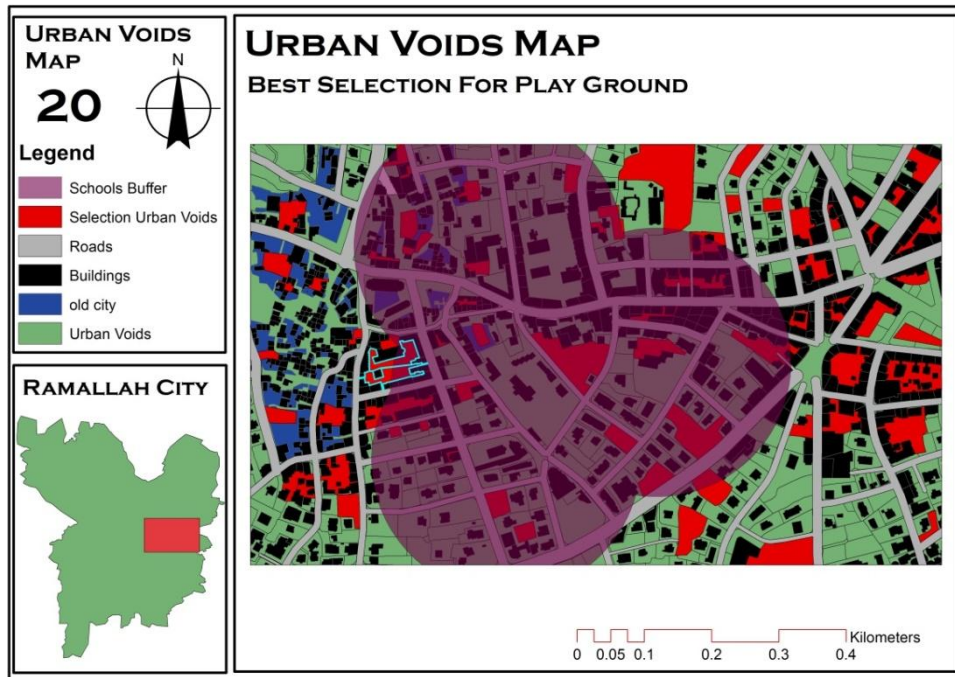 Urban Voids
Map
20
N
Legend
Schools Buffer
Selection Urban Voids
Roads
Buildings
old city
Urban Voids
Ramallah City
Urban Voids Map
Best Selection For Play Ground
Kilometers
0 0.05 0.1 0.2 0.3 0.4